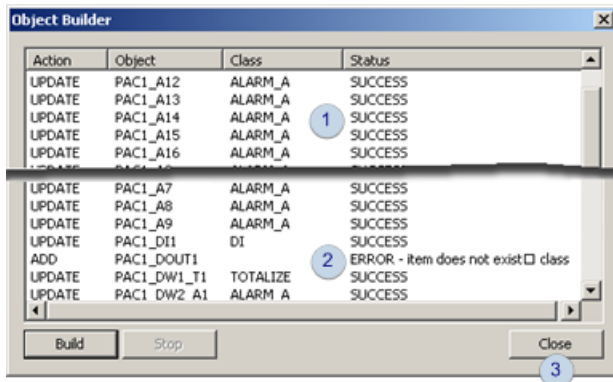 Object Builder
Action Object Class Status
UPDATE PAC1_A12 ALARM_A SUCCESS
UPDATE PAC1_A13 ALARM_A SUCCESS
UPDATE PAC1_A14 ALARM_A SUCCESS
UPDATE PAC1_A15 ALARM_A SUCCESS
UPDATE PAC1_A16 ALARM_A SUCCESS
1
UPDATE PAC1_A7 ALARM_A SUCCESS
UPDATE PAC1_A8 ALARM_A SUCCESS
UPDATE PAC1_A9 ALARM_A SUCCESS
UPDATE PAC1_DI1 DI SUCCESS
ADD PAC1_DOUT1 ERROR - item does not exist□ class
2
UPDATE PAC1_DW1_T1 TOTALIZE SUCCESS
UPDATE PAC1_DW2_A1 ALARM_A SUCCESS
Build Stop Close
3